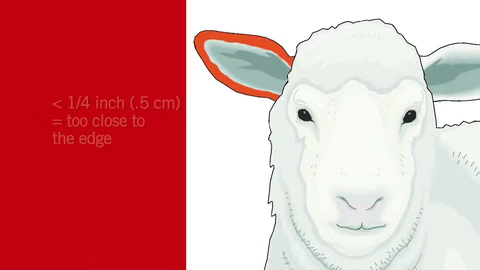 < 1/4 inch (.5 cm)
= too close to
the edge